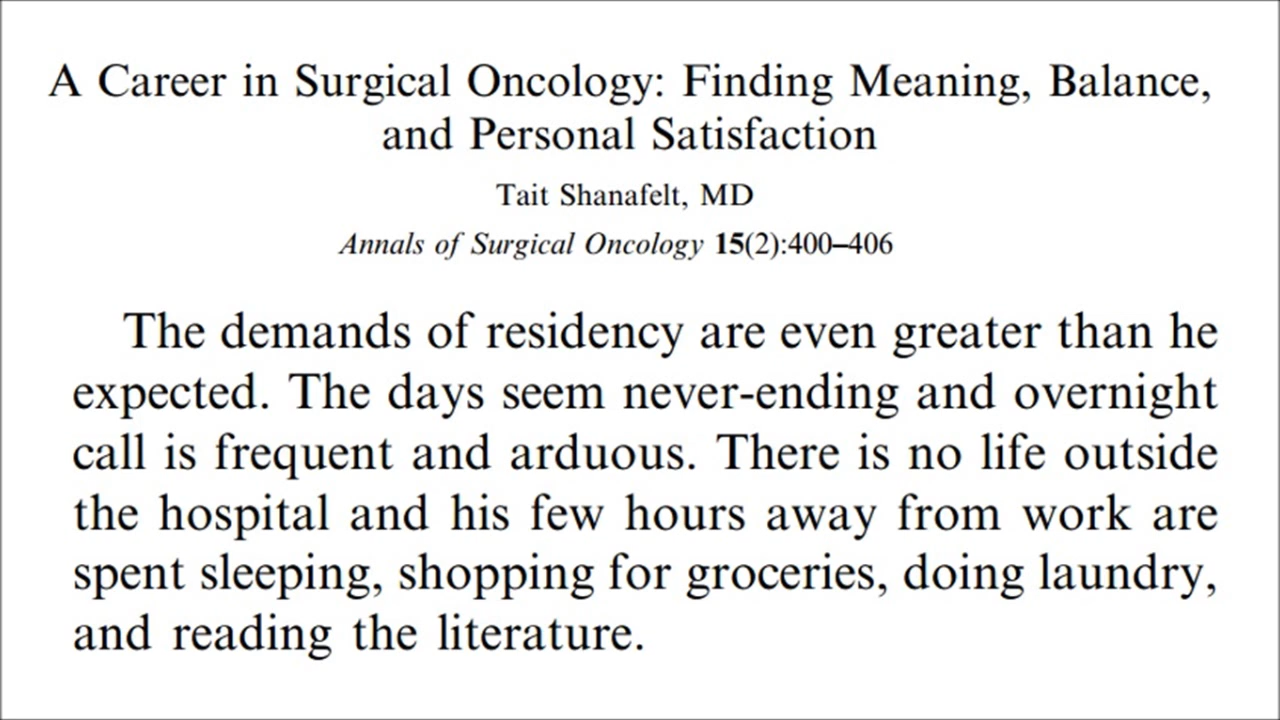 A Career in Surgical Oncology: Finding Meaning, Balance,
and Personal Satisfaction
Tait Shanafelt, MD
Annals of Surgical Oncology 15(2):400–406
The demands of residency are even greater than he
expected. The days seem never-ending and overnight
call is frequent and arduous. There is no life outside
the hospital and his few hours away from work are
spent sleeping, shopping for groceries, doing laundry,
and reading the literature.